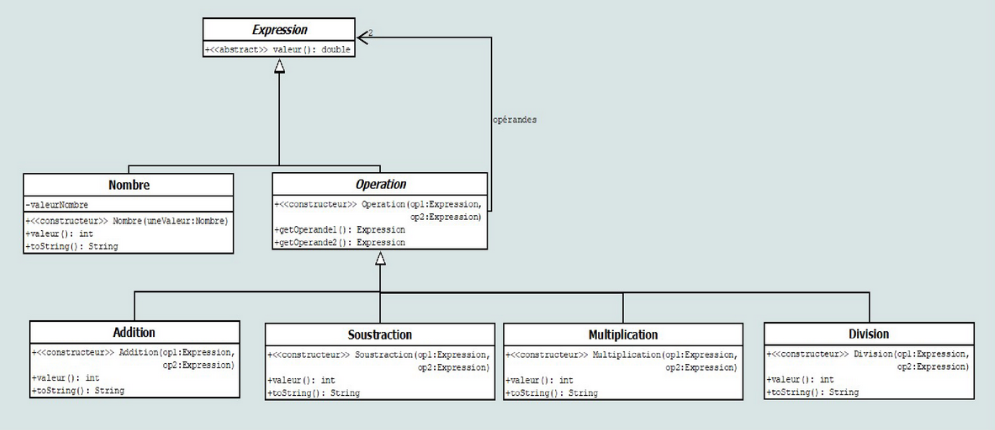 Expression
+<<abstract>> valeur(): double
2
opérandes
Nombre
-valeurNombre
+<<constructeur>> Nombre(uneValeur:Nombre)
+valeur(): int
+toString(): String
Operation
+<<constructeur>> Operation(op1:Expression,
op2:Expression)
+getOperande1(): Expression
+getOperande2(): Expression
Addition
+<<constructeur>> Addition(op1:Expression,
op2:Expression)
+valeur(): int
+toString(): String
Soustraction
+<<constructeur>> Soustraction(op1:Expression,
op2:Expression)
+valeur(): int
+toString(): String
Multiplication
+<<constructeur>> Multiplication(op1:Expression,
op2:Expression)
+valeur(): int
+toString(): String
Division
+<<constructeur>> Division(op1:Expression,
op2:Expression)
+valeur(): int
+toString(): String